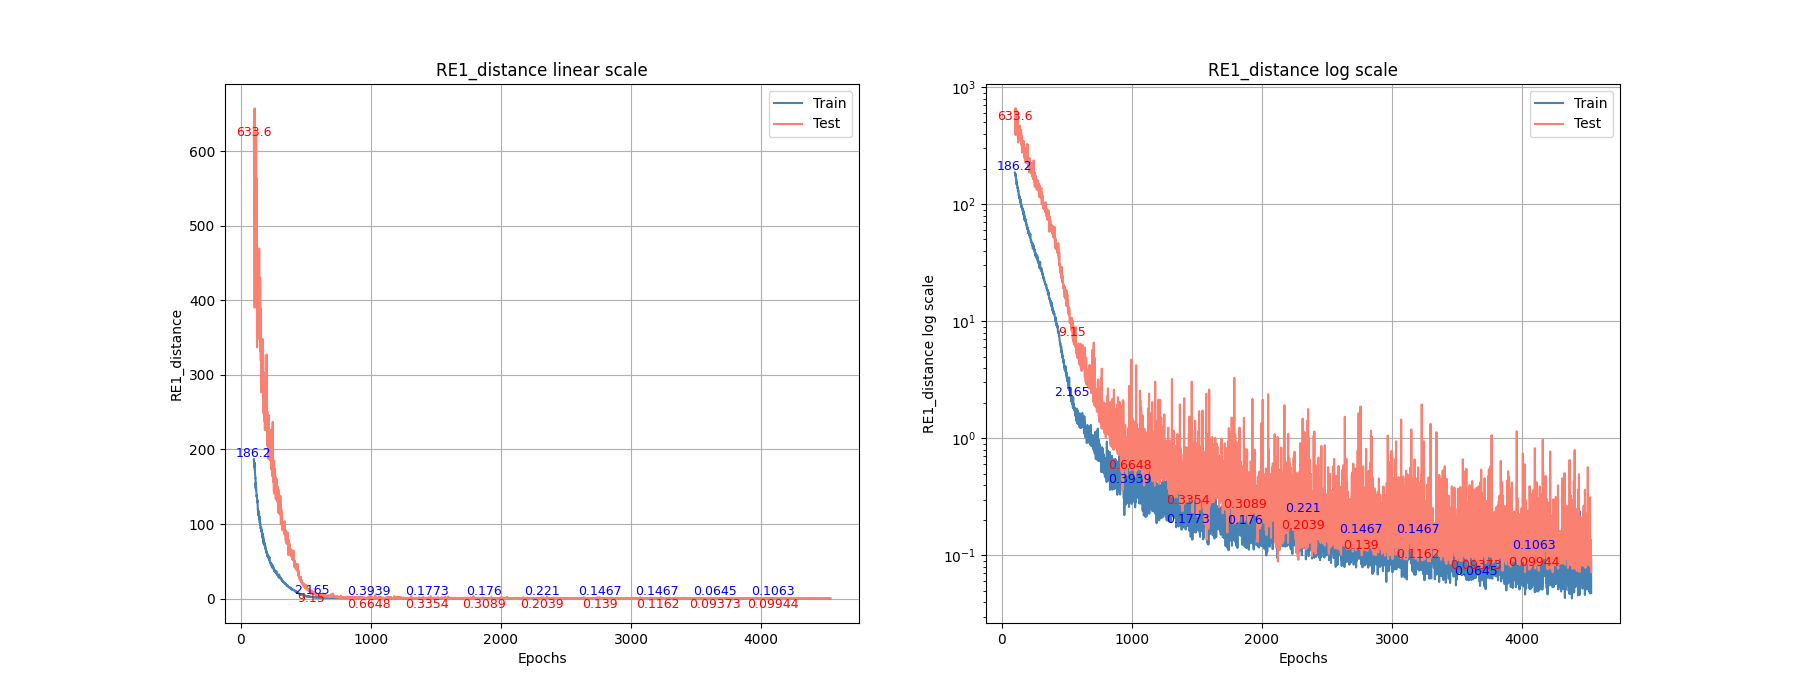 RE1_distance linear scale
RE1_distance
600
500
400
300
200
100
0
633.6
186.2
2.165
9.15
0.3939 0.1773 0.176 0.221 0.1467 0.1467 0.0645 0.1063
0.6648 0.3354 0.3089 0.2039 0.139 0.1162 0.09373 0.09944
Train
Test
0 1000 2000 3000 4000
Epochs
RE1_distance log scale
RE1_distance log scale
10³
10²
10¹
10⁰
10⁻¹
633.6
186.2
9.15
2.165
0.6648
0.3939
0.3354
0.1773
0.3089
0.176
0.221
0.2039
0.1467
0.139
0.1467
0.1162
0.09373
0.0645
0.1063
0.09944
Train
Test
0 1000 2000 3000 4000
Epochs